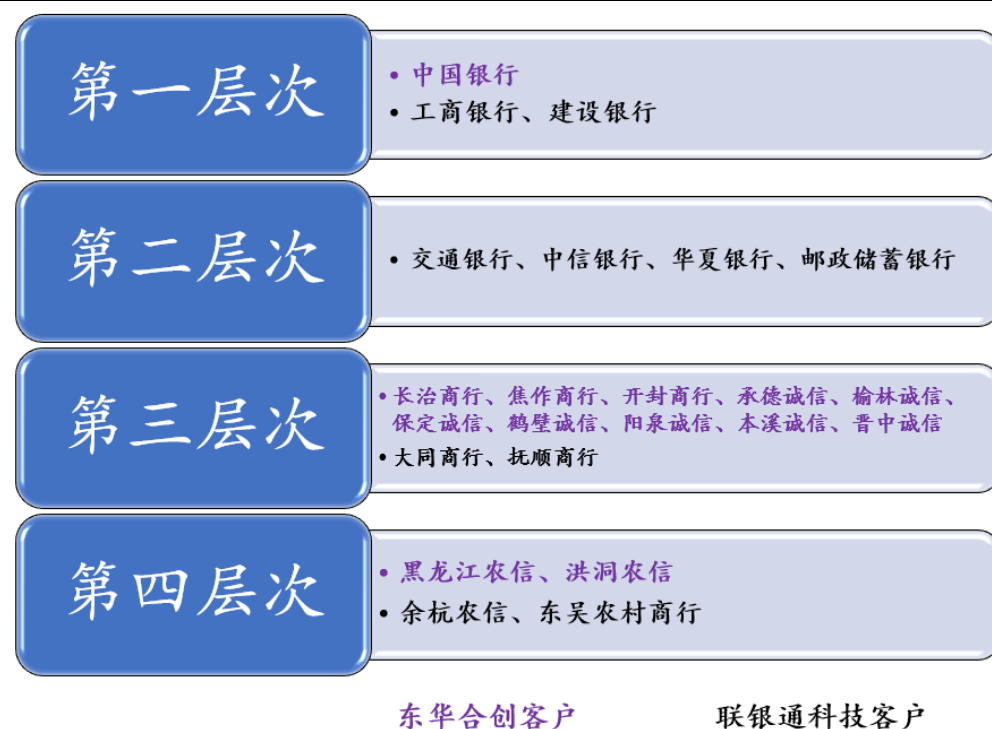 第一层次
• 中国银行
• 工商银行、建设银行
第二层次
• 交通银行、中信银行、华夏银行、邮政储蓄银行
第三层次
• 长治商行、焦作商行、开封商行、承德诚信、榆林诚信、
保定诚信、鹤壁诚信、阳泉诚信、本溪诚信、晋中诚信
• 大同商行、抚顺商行
第四层次
• 黑龙江农信、洪洞农信
• 余杭农信、东吴农村商行
东华合创客户 联银通科技客户